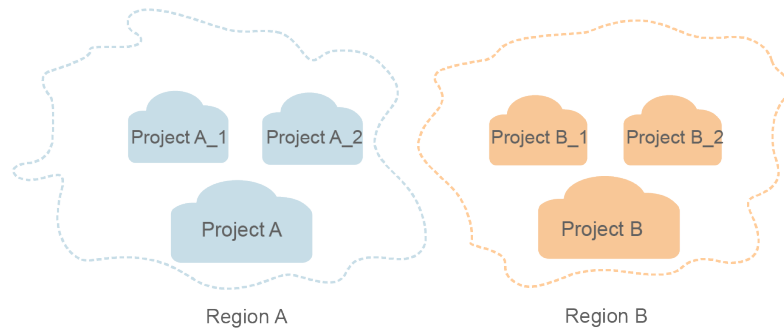 Project A_1
Project A_2
Project A
Region A
Project B_1
Project B_2
Project B
Region B